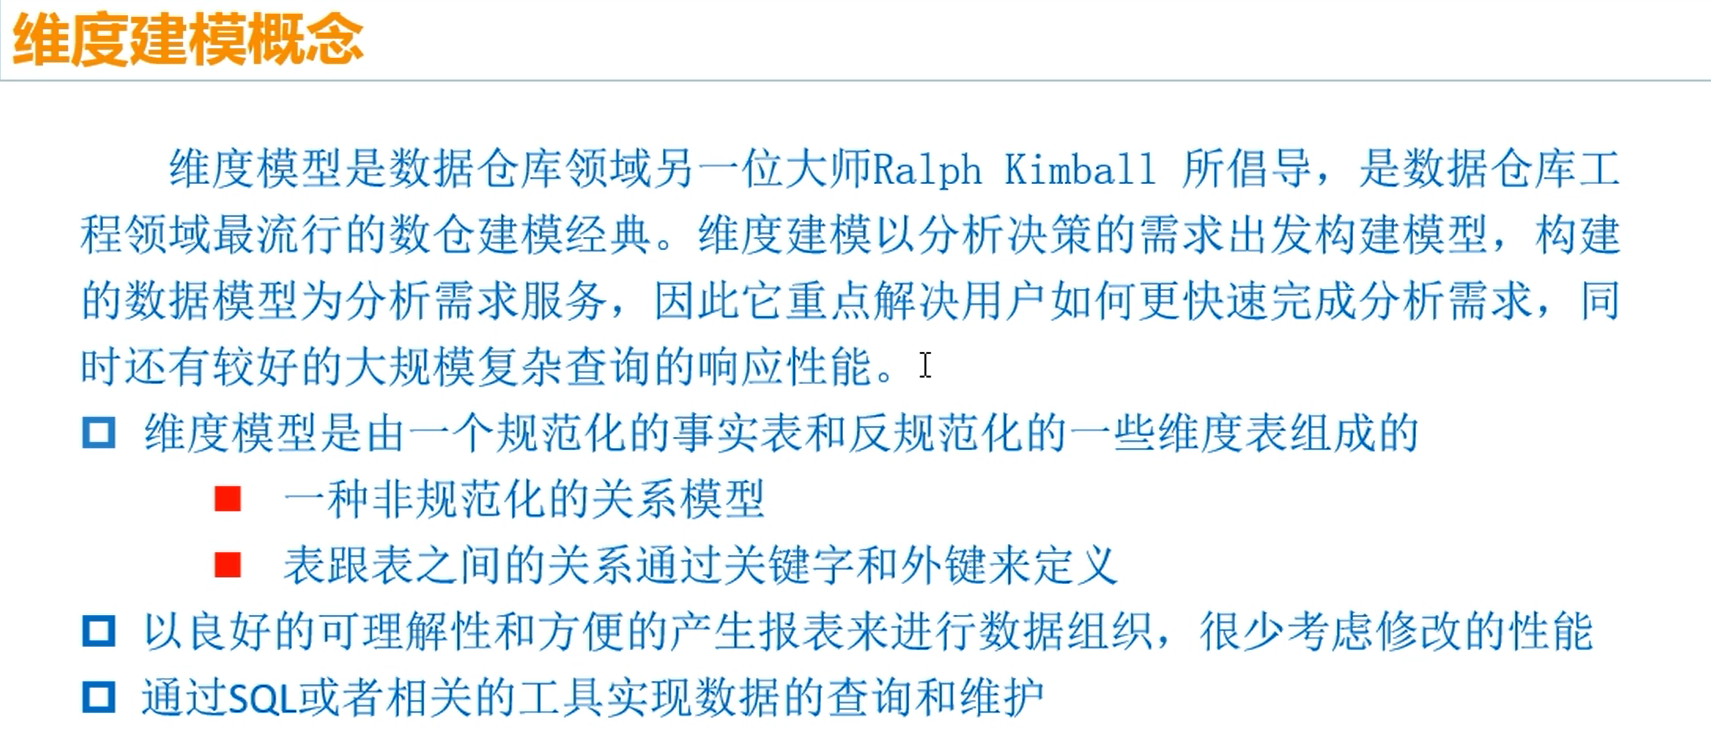 维度建模概念
维度模型是数据仓库领域另一位大师Ralph Kimball 所倡导，是数据仓库工
程领域最流行的数仓建模经典。维度建模以分析决策的需求出发构建模型，构建
的数据模型为分析需求服务，因此它重点解决用户如何更快速完成分析需求，同
时还有较好的大规模复杂查询的响应性能。
维度模型是由一个规范化的事实表和反规范化的一些维度表组成的
一种非规范化的关系模型
表跟表之间的关系通过关键字和外键来定义
以良好的可理解性和方便的产生报表来进行数据组织，很少考虑修改的性能
通过SQL或者相关的工具实现数据的查询和维护